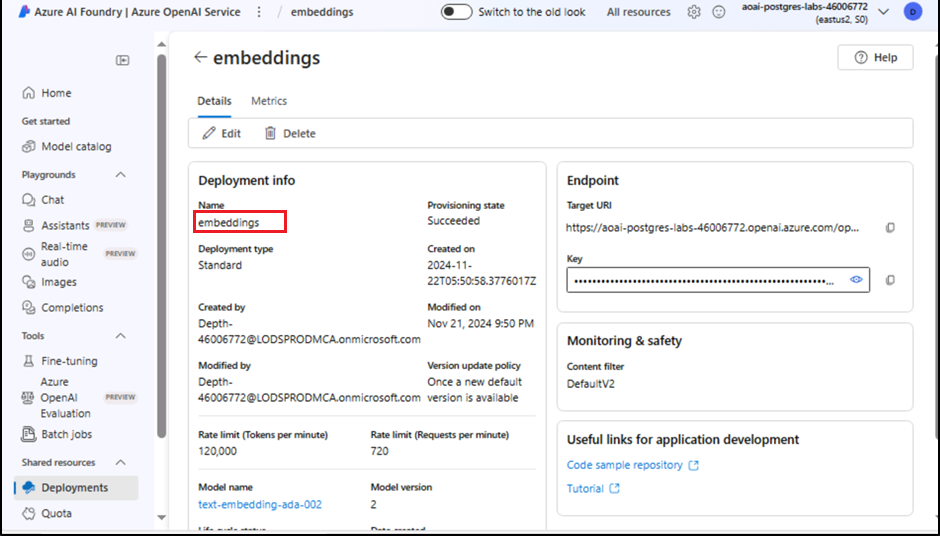 Azure AI Foundry | Azure OpenAI Service
/ embeddings
Switch to the old look
All resources
aoai-postgres-labs-46006772
(eastus2, S0)
D
Home
Get started
Model catalog
Playgrounds
Chat
Assistants PREVIEW
Real-time
audio
PREVIEW
Images
Completions
Tools
Fine-tuning
Azure
OpenAI
Evaluation
PREVIEW
Batch jobs
Shared resources
Deployments
Quota
← embeddings
Help
Details Metrics
Edit Delete
Deployment info
Name
embeddings
Provisioning state
Succeeded
Deployment type
Standard
Created on
2024-11-
22T05:50:58.3776017Z
Created by
Depth-
46006772@LODSPRODMCA.onmicrosoft.com
Modified on
Nov 21, 2024 9:50 PM
Modified by
Depth-
46006772@LODSPRODMCA.onmicrosoft.com
Version update policy
Once a new default
version is available
Rate limit (Tokens per minute)
120,000
Rate limit (Requests per minute)
720
Model name
text-embedding-ada-002
Model version
2
Endpoint
Target URI
https://aoai-postgres-labs-46006772.openai.azure.com/op...
Key
Monitoring & safety
Content filter
DefaultV2
Useful links for application development
Code sample repository
Tutorial